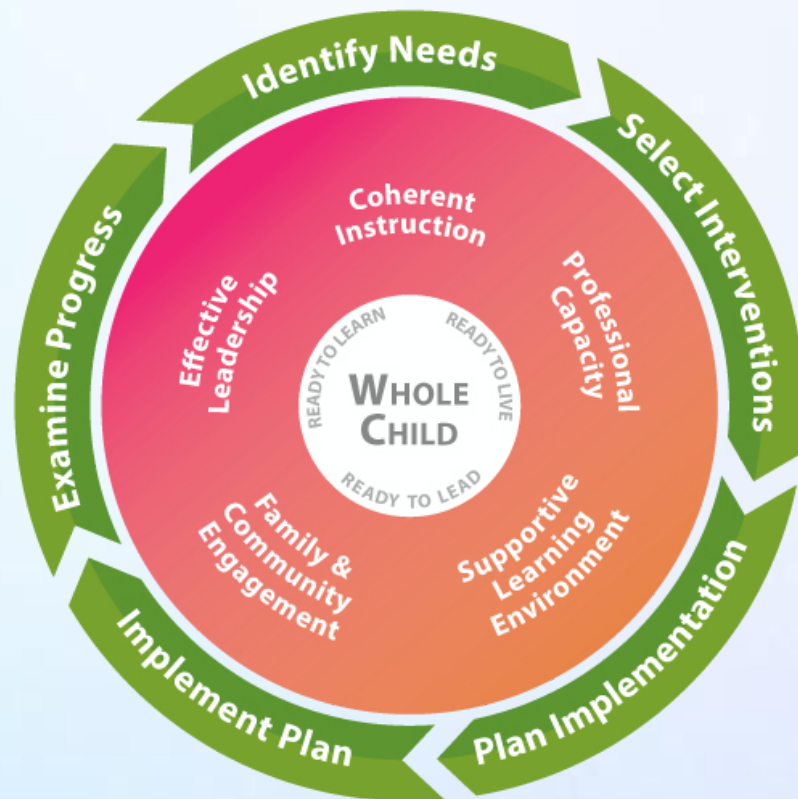 Identify Needs
Select Interventions
Plan Implementation
Implement Plan
Examine Progress
Coherent
Instruction
Professional
Capacity
Supportive
Learning
Environment
Family &
Community
Engagement
Effective
Leadership
READY TO LEARN
READY TO LIVE
READY TO LEAD
WHOLE
CHILD